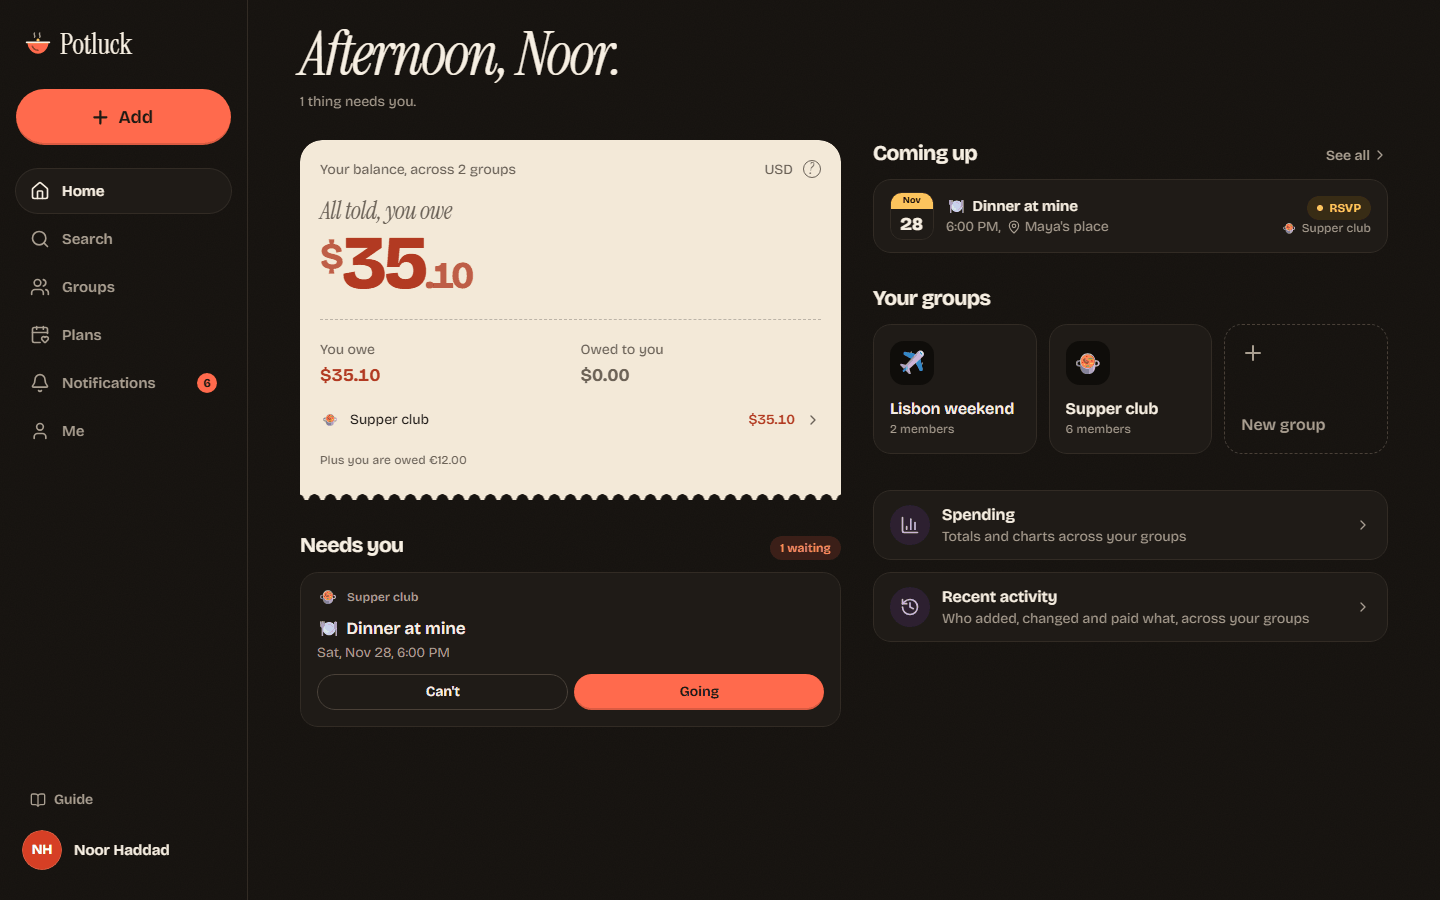 Potluck
Add
Home
Search
Groups
Plans
Notifications
6
Me
Guide
NH
Noor Haddad
Afternoon, Noor.
1 thing needs you.
Your balance, across 2 groups
USD
?
All told, you owe
$35.10
You owe
Owed to you
$35.10
$0.00
Supper club
$35.10
Plus you are owed €12.00
Needs you
1 waiting
Supper club
Dinner at mine
Sat, Nov 28, 6:00 PM
Can't
Going
Coming up
See all
Nov
28
Dinner at mine
6:00 PM, Maya's place
RSVP
Supper club
Your groups
Lisbon weekend
2 members
Supper club
6 members
New group
Spending
Totals and charts across your groups
Recent activity
Who added, changed and paid what, across your groups